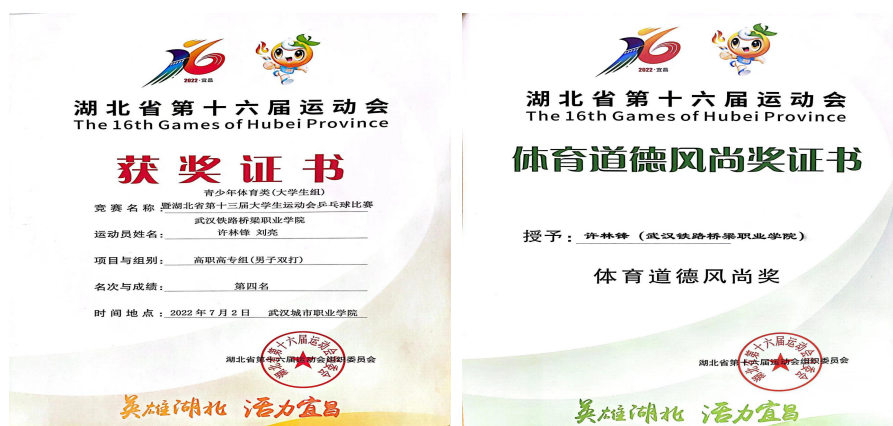 2022·宜昌
湖北省第十六届运动会
The 16th Games of Hubei Province
获奖证书
青少年体育类(大学生组)
竞赛名称:暨湖北省第十三届大学生运动会乒乓球比赛
武汉铁路桥梁职业学院
运动员姓名: 许林锋 刘亮
项目与组别: 高职高专组(男子双打)
名次与成绩: 第四名
时间地点: 2022年7月2日 武汉城市职业学院
湖北省第十六届运动会组织委员会
英雄湖北 活力宜昌
2022·宜昌
湖北省第十六届运动会
The 16th Games of Hubei Province
体育道德风尚奖证书
授予: 许林锋(武汉铁路桥梁职业学院)
体育道德风尚奖
湖北省第十六届运动会组织委员会
英雄湖北 活力宜昌